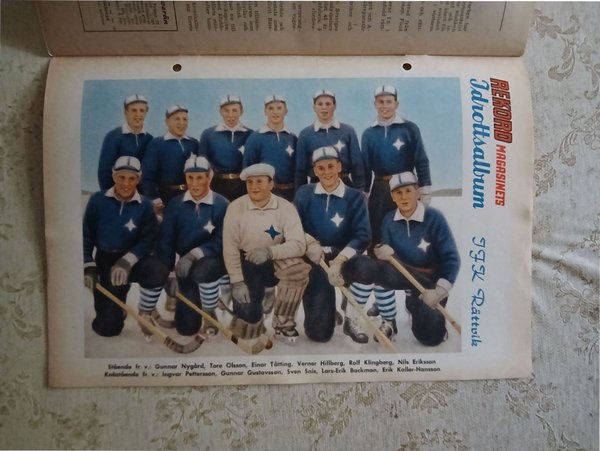 REKORD MAGASINETS
Idrottsalbum
I.F.K Rättvik
Stående fr. v.: Gunnar Nygård, Tore Olsson, Einar Tätting, Verner Hillberg, Rolf Klingberg, Nils Eriksson
Knästående fr. v.: Ingvar Pettersson, Gunnar Gustavsson, Sven Snis, Lars-Erik Backman, Erik Koller-Hansson